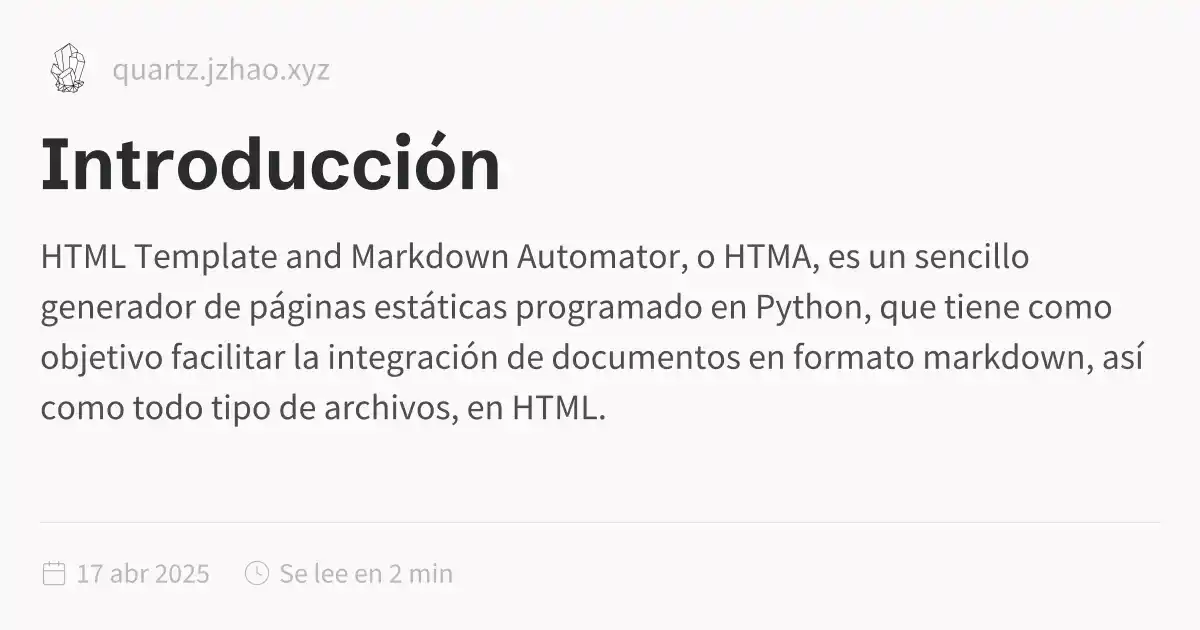 quartz.jzhao.xyz
Introducción
HTML Template and Markdown Automator, o HTMA, es un sencillo
generador de páginas estáticas programado en Python, que tiene como
objetivo facilitar la integración de documentos en formato markdown, así
como todo tipo de archivos, en HTML.
17 abr 2025 Se lee en 2 min